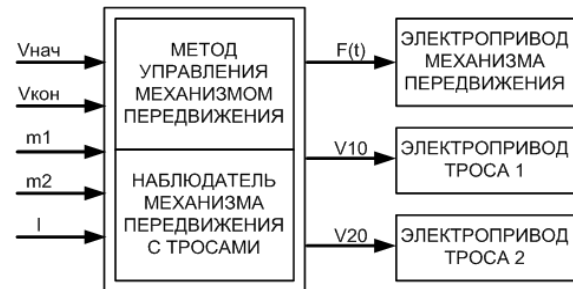 Vнач
Vкон
m1
m2
l
МЕТОД
УПРАВЛЕНИЯ
МЕХАНИЗМОМ
ПЕРЕДВИЖЕНИЯ
НАБЛЮДАТЕЛЬ
МЕХАНИЗМА
ПЕРЕДВИЖЕНИЯ
С ТРОСАМИ
F(t)
V10
V20
ЭЛЕКТРОПРИВОД
МЕХАНИЗМА
ПЕРЕДВИЖЕНИЯ
ЭЛЕКТРОПРИВОД
ТРОСА 1
ЭЛЕКТРОПРИВОД
ТРОСА 2